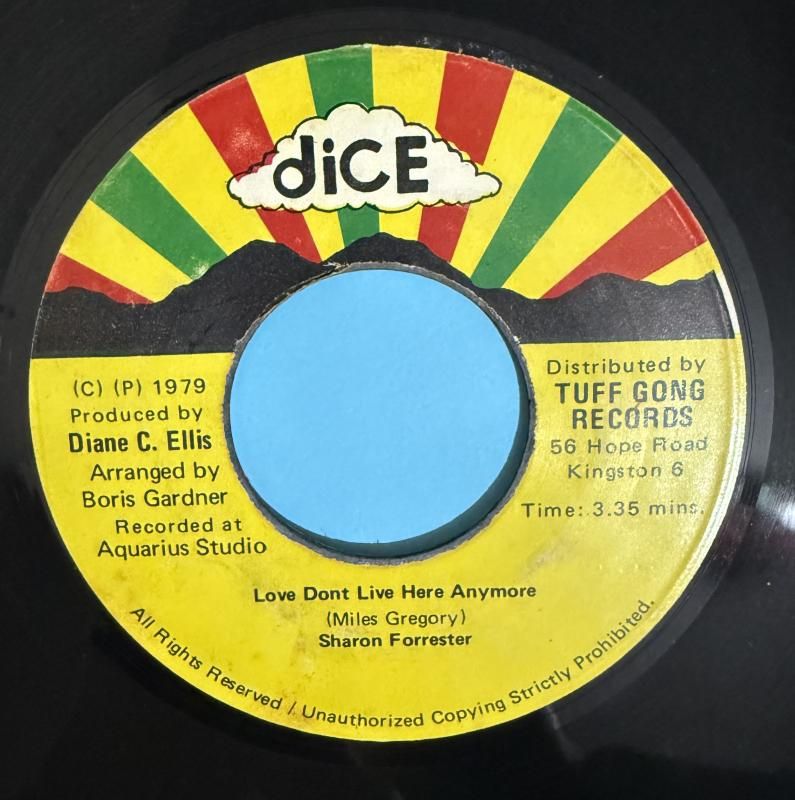 diCE
(C) (P) 1979
Produced by
Diane C. Ellis
Arranged by
Boris Gardner
Recorded at
Aquarius Studio
Distributed by
TUFF GONG
RECORDS
56 Hope Road
Kingston 6
Time: 3.35 mins.
Love Dont Live Here Anymore
(Miles Gregory)
Sharon Forrester
All Rights Reserved / Unauthorized Copying Strictly Prohibited.